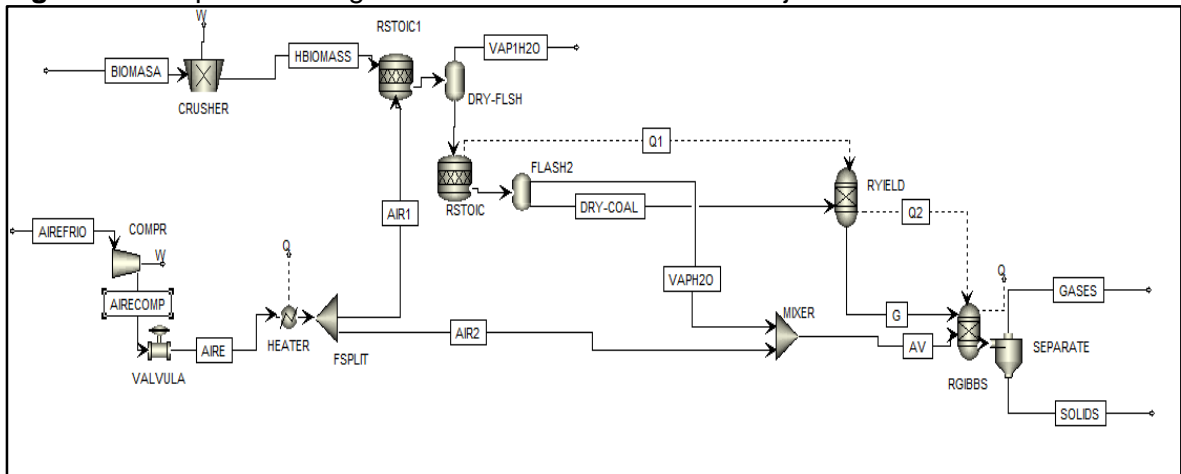 W
RSTOIC1
VAP1H2O
HBIOMASS
BIOMASA
DRY-FLSH
CRUSHER
Q1
FLASH2
RYIELD
RSTOIC
DRY-COAL
AIR1
Q2
AIREFRIO
COMPR
W
Q
Q
VAPH2O
GASES
AIRECOMP
MIXER
G
AIR2
AIRE
HEATER
FSPLIT
AV
SEPARATE
VALVULA
RGIBBS
SOLIDS